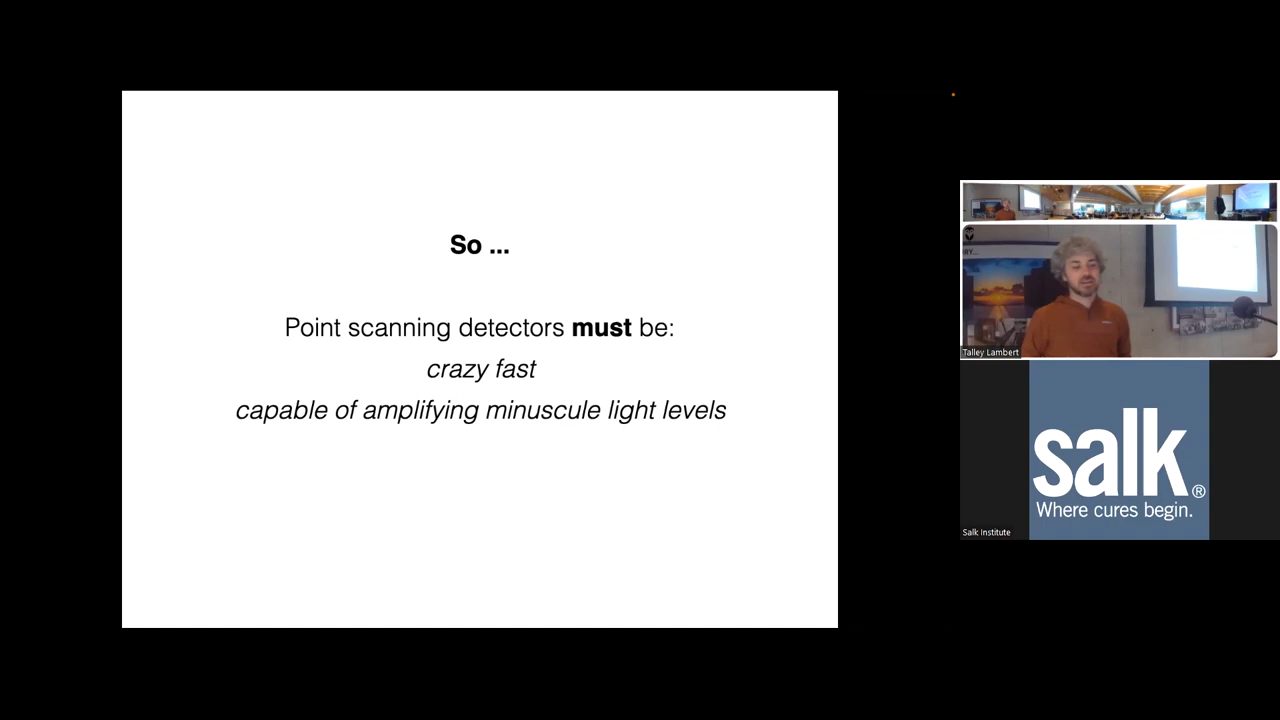 So ...
Point scanning detectors must be:
crazy fast
capable of amplifying minuscule light levels
RY...
Talley Lambert
salk®
Where cures begin.
Salk Institute